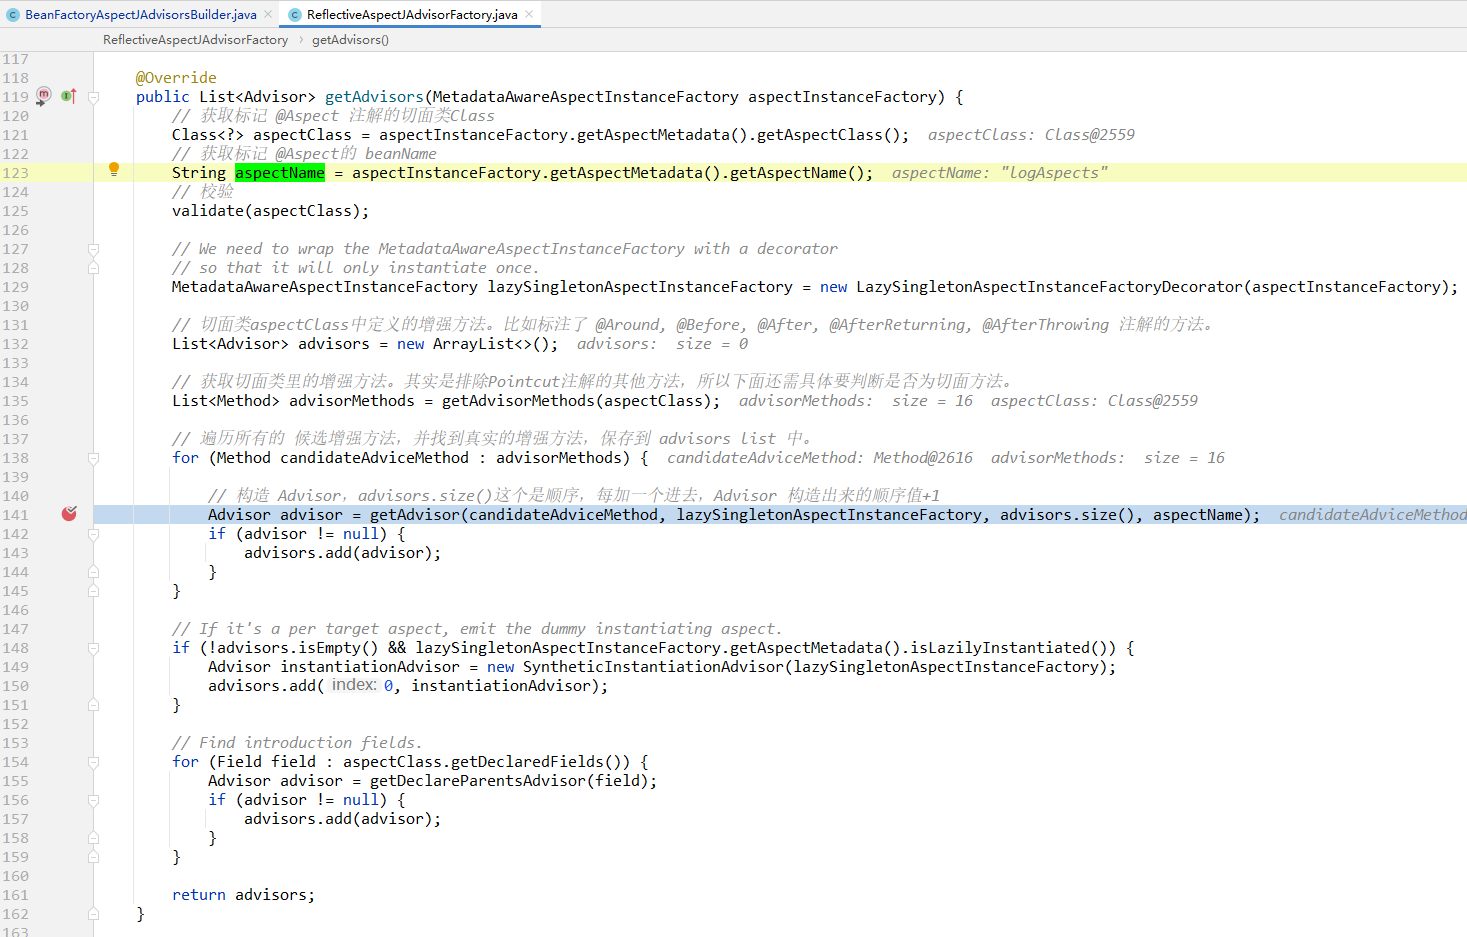 BeanFactoryAspectJAdvisorsBuilder.java
ReflectiveAspectJAdvisorFactory.java
ReflectiveAspectJAdvisorFactory
getAdvisors()
117
118 @Override
119 public List<Advisor> getAdvisors(MetadataAwareAspectInstanceFactory aspectInstanceFactory) {
120 // 获取标记 @Aspect 注解的切面类Class
121 Class<?> aspectClass = aspectInstanceFactory.getAspectMetadata().getAspectClass(); aspectClass: Class@2559
122 // 获取标记 @Aspect的 beanName
123 String aspectName = aspectInstanceFactory.getAspectMetadata().getAspectName(); aspectName: "logAspects"
124 // 校验
125 validate(aspectClass);
126
127 // We need to wrap the MetadataAwareAspectInstanceFactory with a decorator
128 // so that it will only instantiate once.
129 MetadataAwareAspectInstanceFactory lazySingletonAspectInstanceFactory = new LazySingletonAspectInstanceFactoryDecorator(aspectInstanceFactory);
130
131 // 切面类aspectClass中定义的增强方法。比如标注了 @Around, @Before, @After, @AfterReturning, @AfterThrowing 注解的方法。
132 List<Advisor> advisors = new ArrayList<>(); advisors: size = 0
133
134 // 获取切面类里的增强方法。其实是排除Pointcut注解的其他方法，所以下面还需具体要判断是否为切面方法。
135 List<Method> advisorMethods = getAdvisorMethods(aspectClass); advisorMethods: size = 16 aspectClass: Class@2559
136
137 // 遍历所有的 候选增强方法，并找到真实的增强方法，保存到 advisors list 中。
138 for (Method candidateAdviceMethod : advisorMethods) { candidateAdviceMethod: Method@2616 advisorMethods: size = 16
139
140 // 构造 Advisor，advisors.size()这个是顺序，每加一个进去，Advisor 构造出来的顺序值+1
141 Advisor advisor = getAdvisor(candidateAdviceMethod, lazySingletonAspectInstanceFactory, advisors.size(), aspectName); candidateAdviceMethod
142 if (advisor != null) {
143 advisors.add(advisor);
144 }
145 }
146
147 // If it's a per target aspect, emit the dummy instantiating aspect.
148 if (!advisors.isEmpty() && lazySingletonAspectInstanceFactory.getAspectMetadata().isLazilyInstantiated()) {
149 Advisor instantiationAdvisor = new SyntheticInstantiationAdvisor(lazySingletonAspectInstanceFactory);
150 advisors.add( index: 0, instantiationAdvisor);
151 }
152
153 // Find introduction fields.
154 for (Field field : aspectClass.getDeclaredFields()) {
155 Advisor advisor = getDeclareParentsAdvisor(field);
156 if (advisor != null) {
157 advisors.add(advisor);
158 }
159 }
160
161 return advisors;
162 }
163